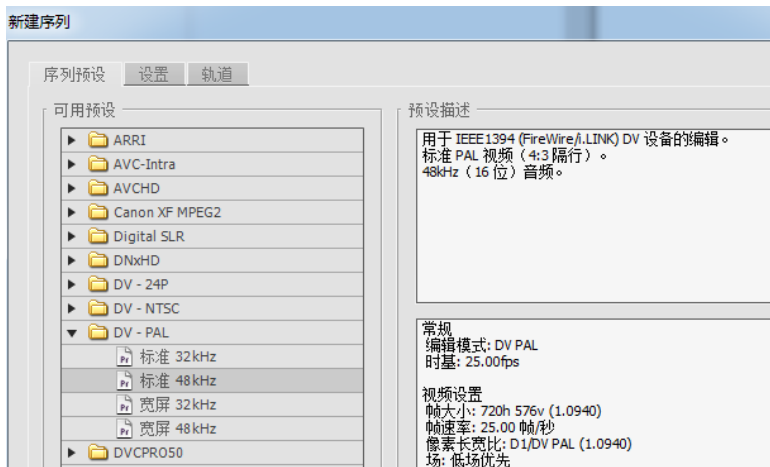 新建序列
序列预设 设置 轨道
可用预设
ARRI
AVC-Intra
AVCHD
Canon XF MPEG2
Digital SLR
DNxHD
DV - 24P
DV - NTSC
DV - PAL
标准 32kHz
标准 48kHz
宽屏 32kHz
宽屏 48kHz
DVCPRO50
预设描述
用于 IEEE1394 (FireWire/i.LINK) DV 设备的编辑。
标准 PAL 视频（4:3 隔行）。
48kHz（16 位）音频。
常规
编辑模式: DV PAL
时基: 25.00fps
视频设置
帧大小: 720h 576v (1.0940)
帧速率: 25.00 帧/秒
像素长宽比: D1/DV PAL (1.0940)
场: 低场优先